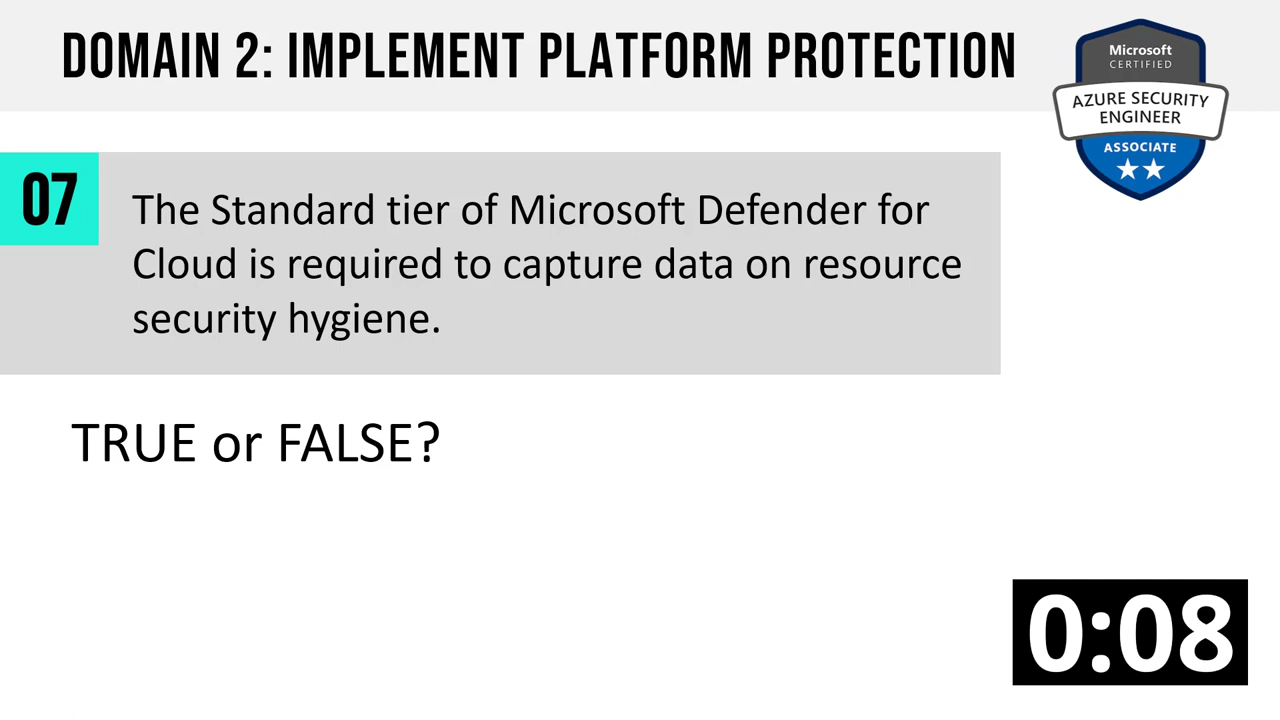 DOMAIN 2: IMPLEMENT PLATFORM PROTECTION
Microsoft
CERTIFIED
AZURE SECURITY
ENGINEER
ASSOCIATE
07
The Standard tier of Microsoft Defender for
Cloud is required to capture data on resource
security hygiene.
TRUE or FALSE?
0:08